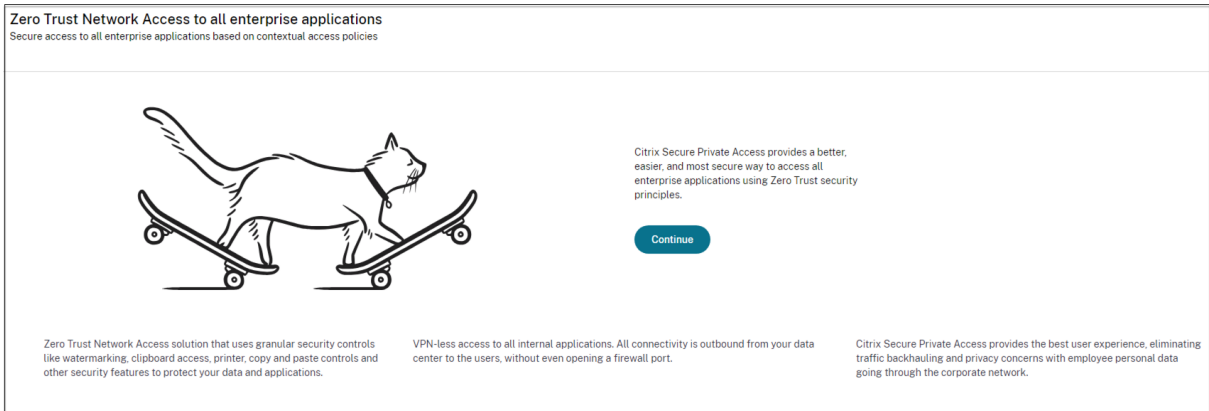 Zero Trust Network Access to all enterprise applications
Secure access to all enterprise applications based on contextual access policies
Citrix Secure Private Access provides a better,
easier, and most secure way to access all
enterprise applications using Zero Trust security
principles.
Continue
Zero Trust Network Access solution that uses granular security controls
like watermarking, clipboard access, printer, copy and paste controls and
other security features to protect your data and applications.
VPN-less access to all internal applications. All connectivity is outbound from your data
center to the users, without even opening a firewall port.
Citrix Secure Private Access provides the best user experience, eliminating
traffic backhauling and privacy concerns with employee personal data
going through the corporate network.